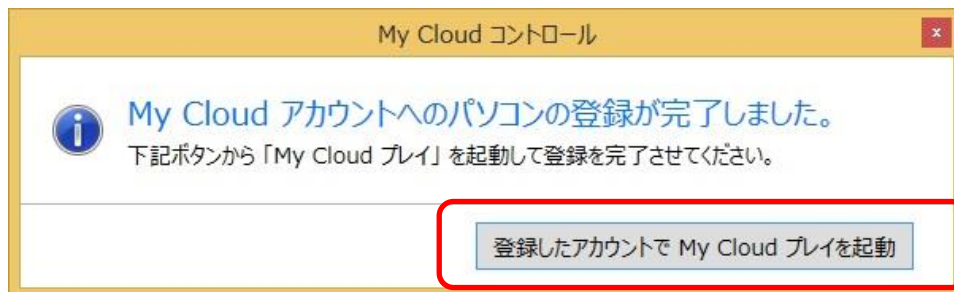 My Cloud コントロール
x
My Cloud アカウントへのパソコンの登録が完了しました。
下記ボタンから「My Cloud プレイ」を起動して登録を完了させてください。
登録したアカウントで My Cloud プレイを起動